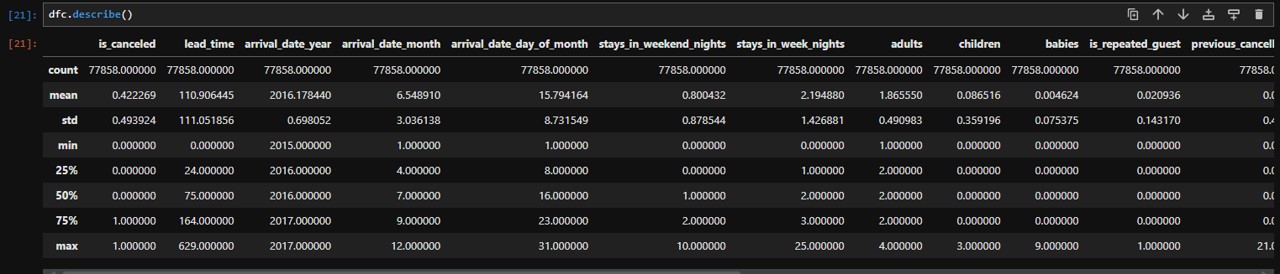 [21]: dfc.describe()
[21]:
is_canceled lead_time arrival_date_year arrival_date_month arrival_date_day_of_month stays_in_weekend_nights stays_in_week_nights adults children babies is_repeated_guest previous_cancell
count 77858.000000 77858.000000 77858.000000 77858.000000 77858.000000 77858.000000 77858.000000 77858.000000 77858.000000 77858.000000 77858.000000 77858.0
mean 0.422269 110.906445 2016.178440 6.548910 15.794164 0.800432 2.194880 1.865550 0.086516 0.004624 0.020936 0.0
std 0.493924 111.051856 0.698052 3.036138 8.731549 0.878544 1.426881 0.490983 0.359196 0.075375 0.143170 0.4
min 0.000000 0.000000 2015.000000 1.000000 1.000000 0.000000 0.000000 1.000000 0.000000 0.000000 0.000000 0.0
25% 0.000000 24.000000 2016.000000 4.000000 8.000000 0.000000 1.000000 2.000000 0.000000 0.000000 0.000000 0.0
50% 0.000000 75.000000 2016.000000 7.000000 16.000000 1.000000 2.000000 2.000000 0.000000 0.000000 0.000000 0.0
75% 1.000000 164.000000 2017.000000 9.000000 23.000000 2.000000 3.000000 2.000000 0.000000 0.000000 0.000000 0.0
max 1.000000 629.000000 2017.000000 12.000000 31.000000 10.000000 25.000000 4.000000 3.000000 9.000000 1.000000 21.0